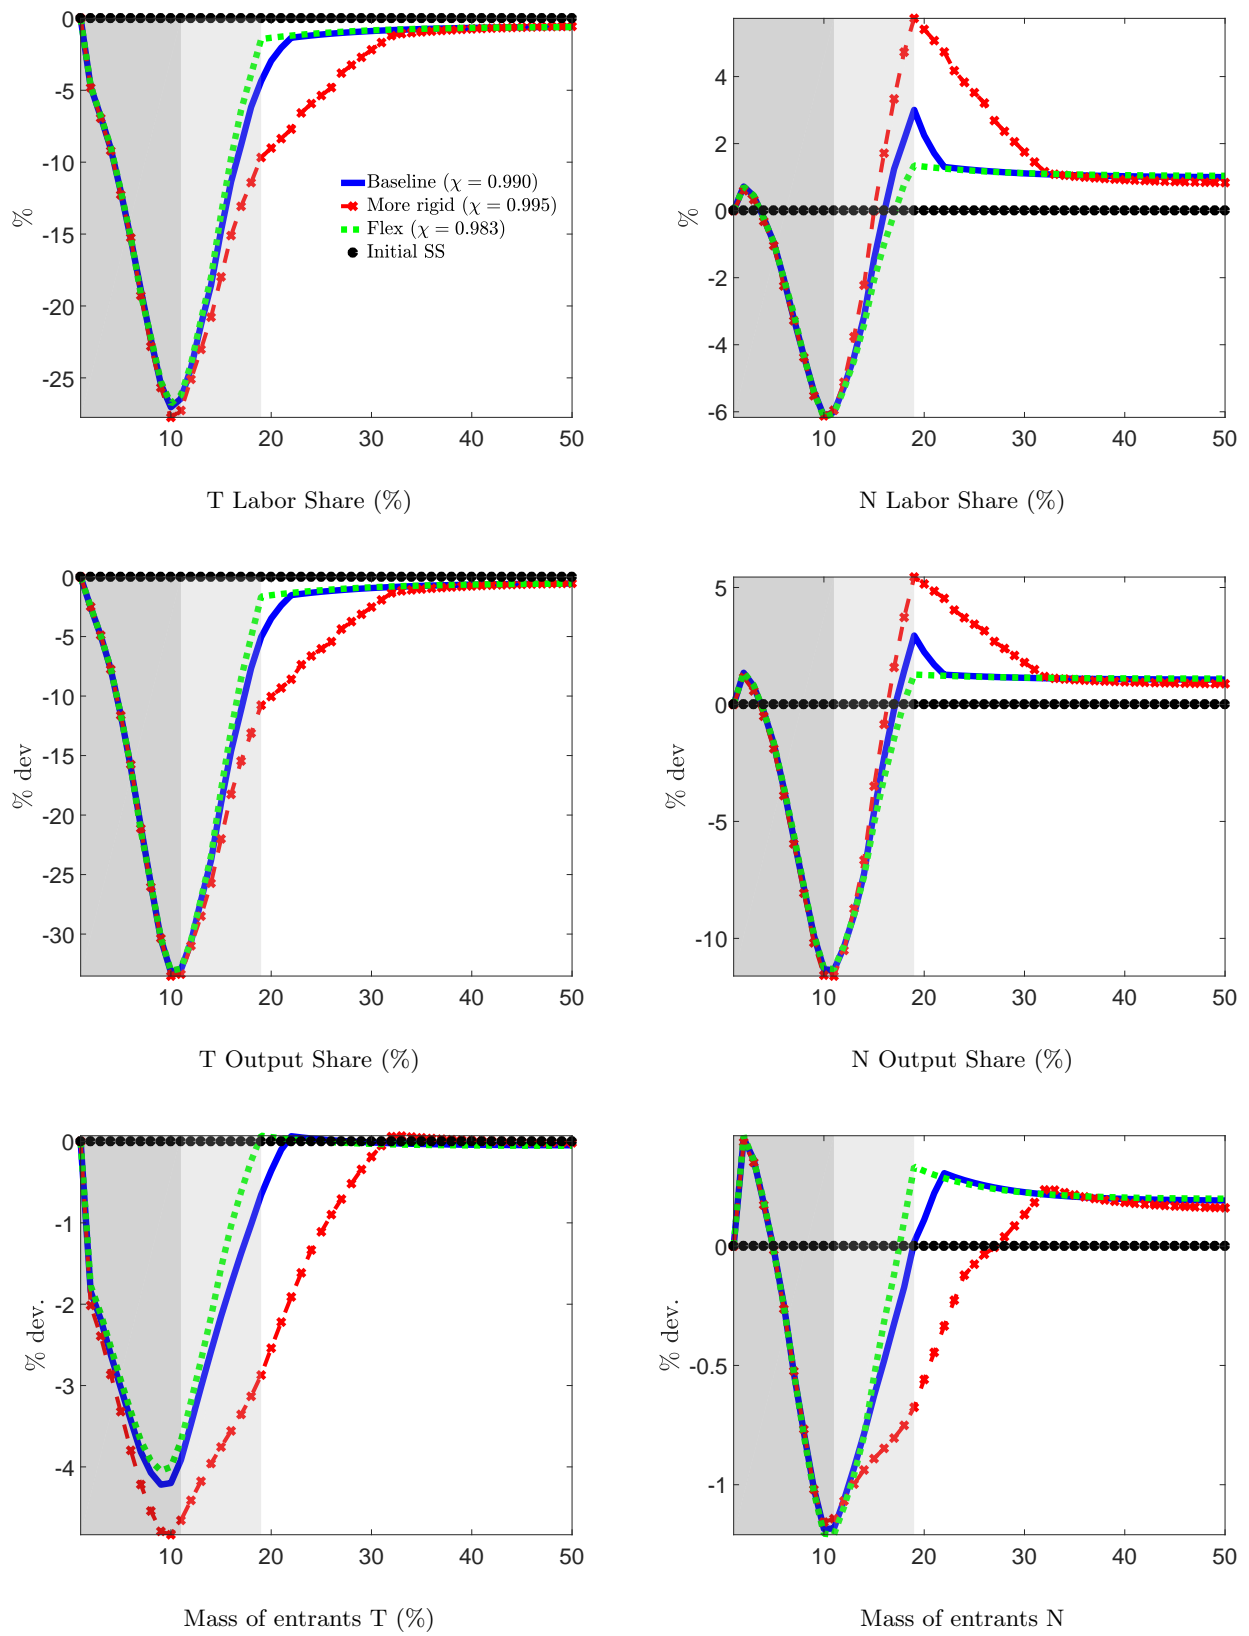 0
-5
-10
-15
-20
-25
%
10 20 30 40 50
Baseline (χ = 0.990)
More rigid (χ = 0.995)
Flex (χ = 0.983)
Initial SS
T Labor Share (%)
4
2
0
-2
-4
-6
%
10 20 30 40 50
N Labor Share (%)
0
-5
-10
-15
-20
-25
-30
% dev
10 20 30 40 50
T Output Share (%)
5
0
-5
-10
% dev
10 20 30 40 50
N Output Share (%)
0
-1
-2
-3
-4
% dev.
10 20 30 40 50
Mass of entrants T (%)
0
-0.5
-1
% dev.
10 20 30 40 50
Mass of entrants N